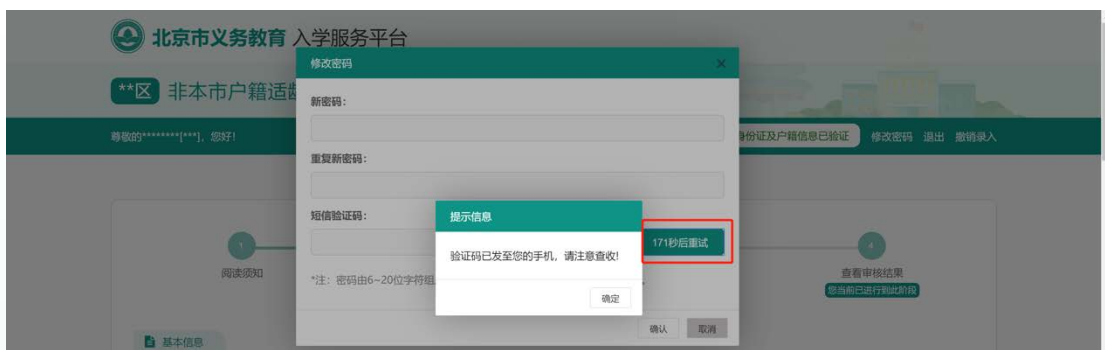 北京市义务教育 入学服务平台
修改密码 ×
**区 非本市户籍适龄
新密码：
尊敬的********[***]，您好！
身份证及户籍信息已验证 修改密码 退出 撤销录入
重复新密码：
短信验证码：
提示信息
171秒后重试
验证码已发至您的手机，请注意查收!
1
4
阅读须知
查看审核结果
您当前已进行到此阶段
*注：密码由6~20位字符组
确定
确认 取消
基本信息